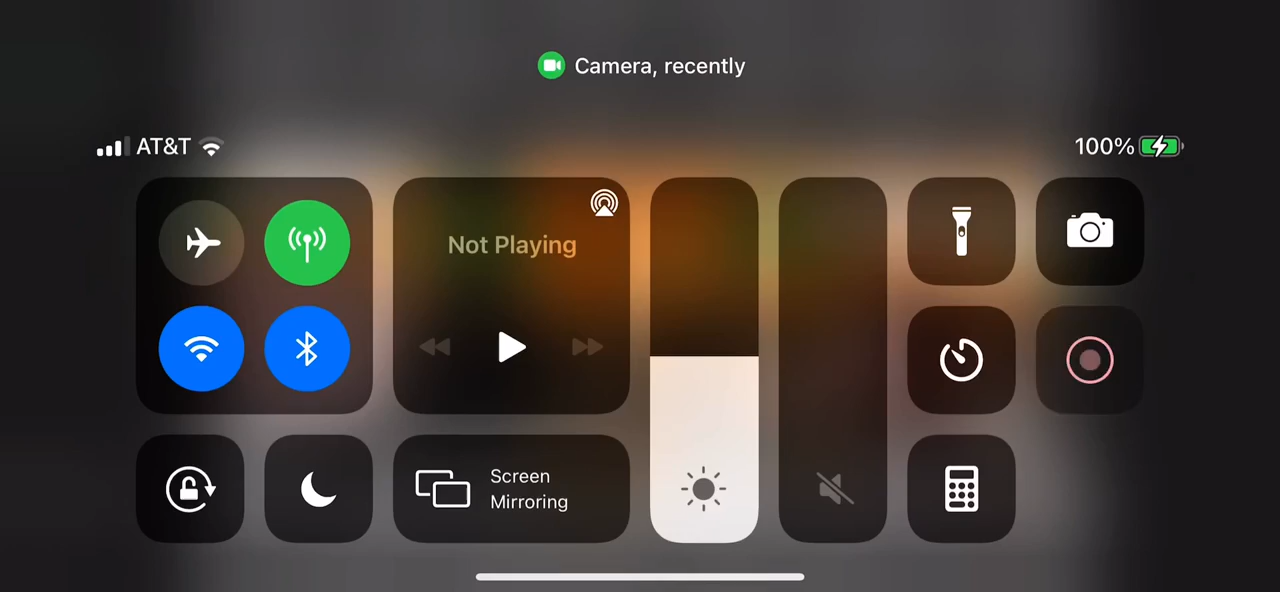 Camera, recently
AT&T
100%
Not Playing
Screen
Mirroring